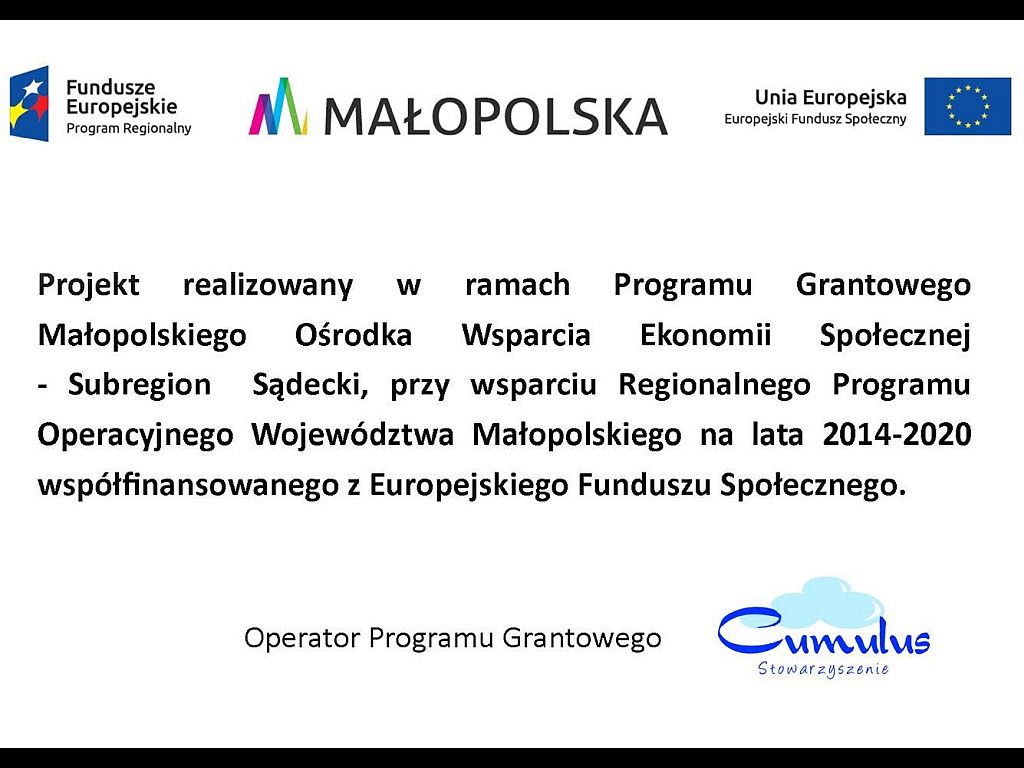 Fundusze
Europejskie
Program Regionalny
MAŁOPOLSKA
Unia Europejska
Europejski Fundusz Społeczny
Projekt realizowany w ramach Programu Grantowego
Małopolskiego Ośrodka Wsparcia Ekonomii Społecznej
- Subregion Sądecki, przy wsparciu Regionalnego Programu
Operacyjnego Województwa Małopolskiego na lata 2014-2020
współfinansowanego z Europejskiego Funduszu Społecznego.
Operator Programu Grantowego
Cumulus
Stowarzyszenie